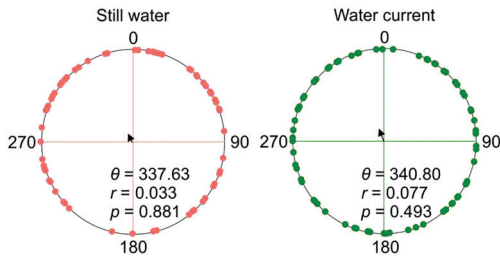 Still water
0
270
90
θ = 337.63
r = 0.033
p = 0.881
180
Water current
0
270
90
θ = 340.80
r = 0.077
p = 0.493
180